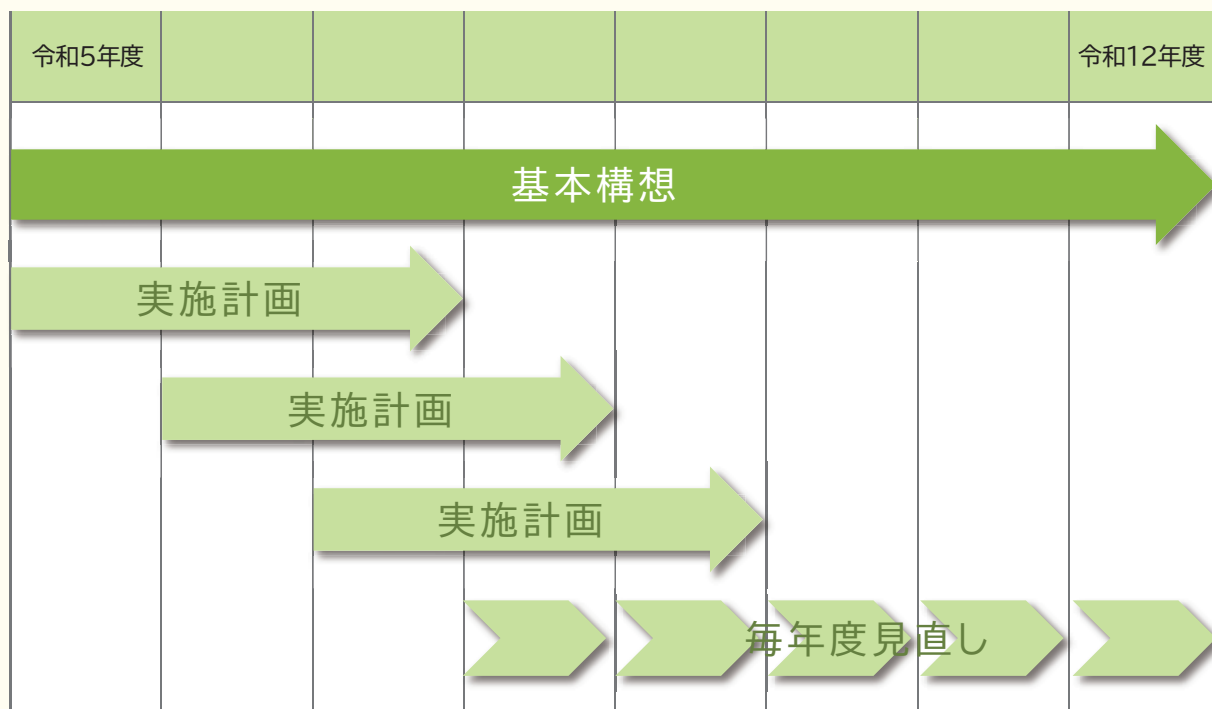 令和5年度
令和12年度
基本構想
実施計画
実施計画
実施計画
毎年度見直し